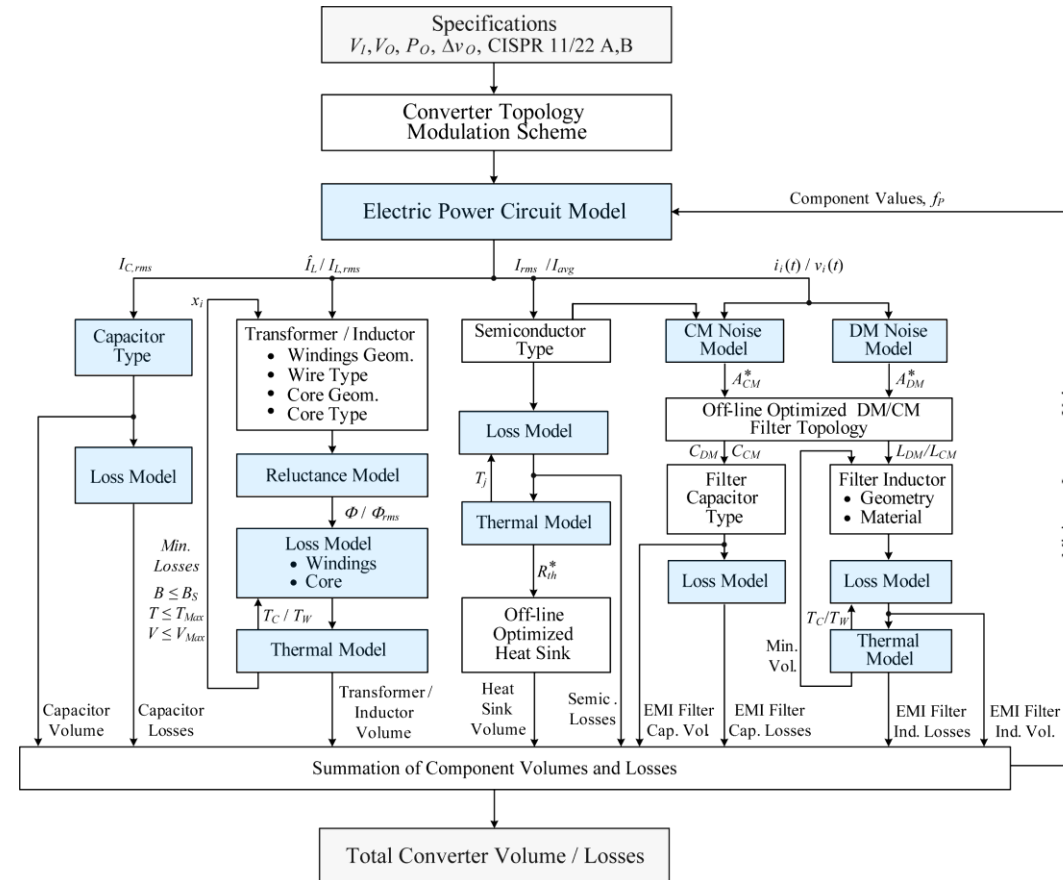 Specifications
V_I, V_O, P_O, Δv_O, CISPR 11/22 A,B
Converter Topology
Modulation Scheme
Electric Power Circuit Model
Component Values, f_P
I_C,rms
Î_L / I_L,rms
I_rms / I_avg
i_i(t) / v_i(t)
x_i
Capacitor
Type
Transformer / Inductor
• Windings Geom.
• Wire Type
• Core Geom.
• Core Type
Semiconductor
Type
CM Noise
Model
DM Noise
Model
A*_CM
A*_DM
Off-line Optimized DM/CM
Filter Topology
Loss Model
Reluctance Model
Loss Model
C_DM
C_CM
L_DM/L_CM
Filter
Capacitor
Type
Filter Inductor
• Geometry
• Material
T_j
Φ / Φ_rms
Thermal Model
Min.
Losses
B ≤ B_S
T ≤ T_Max
V ≤ V_Max
Loss Model
• Windings
• Core
R*_th
Loss Model
Loss Model
T_C / T_W
Off-line
Optimized
Heat Sink
T_C/T_W
Thermal Model
Min.
Vol.
Thermal
Model
Capacitor
Volume
Capacitor
Losses
Transformer /
Inductor
Volume
Heat
Sink
Volume
Semic.
Losses
EMI Filter
Cap. Vol.
EMI Filter
Cap. Losses
EMI Filter
Ind. Losses
EMI Filter
Ind. Vol.
Summation of Component Volumes and Losses
Total Converter Volume / Losses